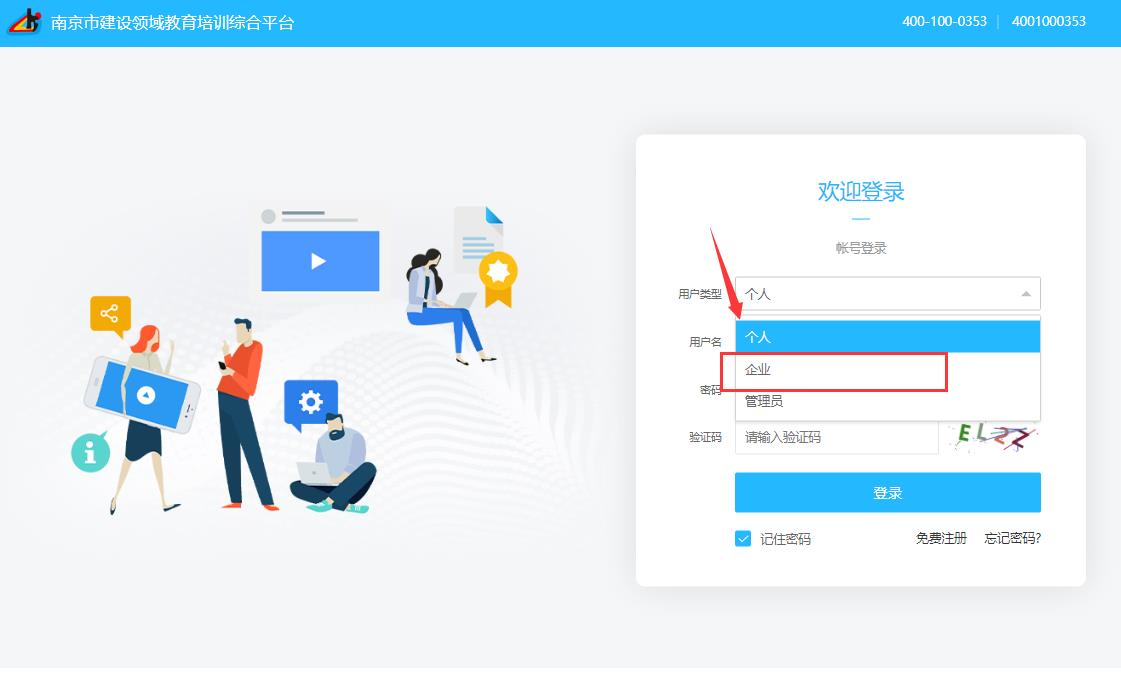 南京市建设领域教育培训综合平台
400-100-0353 | 4001000353
欢迎登录
帐号登录
用户类型 个人
用户名 个人
企业
密码
管理员
验证码 请输入验证码 EL22
登录
记住密码 免费注册 忘记密码?